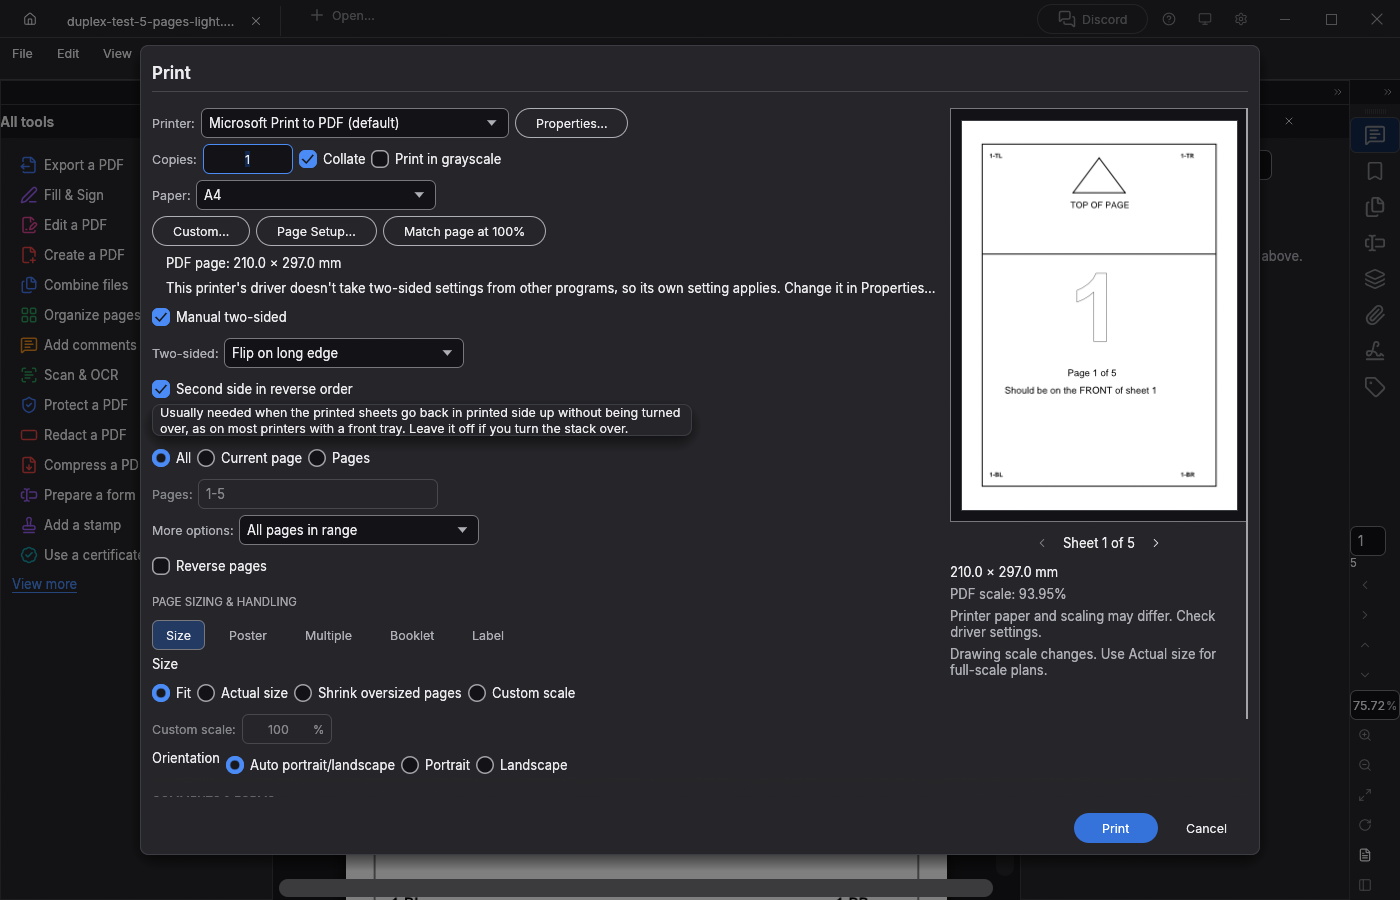 duplex-test-5-pages-light....
Open...
Discord
File Edit View
Print
All tools
Export a PDF
Fill & Sign
Edit a PDF
Create a PDF
Combine files
Organize pages
Add comments
Scan & OCR
Protect a PDF
Redact a PDF
Compress a PD
Prepare a form
Add a stamp
Use a certificate
View more
Printer: Microsoft Print to PDF (default) Properties...
Copies: 1 Collate Print in grayscale
Paper: A4
Custom... Page Setup... Match page at 100%
PDF page: 210.0 × 297.0 mm
This printer's driver doesn't take two-sided settings from other programs, so its own setting applies. Change it in Properties...
Manual two-sided
Two-sided: Flip on long edge
Second side in reverse order
Usually needed when the printed sheets go back in printed side up without being turned
over, as on most printers with a front tray. Leave it off if you turn the stack over.
All Current page Pages
Pages: 1-5
More options: All pages in range
Reverse pages
PAGE SIZING & HANDLING
Size Poster Multiple Booklet Label
Size
Fit Actual size Shrink oversized pages Custom scale
Custom scale: 100 %
Orientation Auto portrait/landscape Portrait Landscape
1-TL 1-TR
TOP OF PAGE
1
Page 1 of 5
Should be on the FRONT of sheet 1
1-BL 1-BR
Sheet 1 of 5
210.0 × 297.0 mm
PDF scale: 93.95%
Printer paper and scaling may differ. Check
driver settings.
Drawing scale changes. Use Actual size for
full-scale plans.
Print Cancel
above.
1
5
75.72%